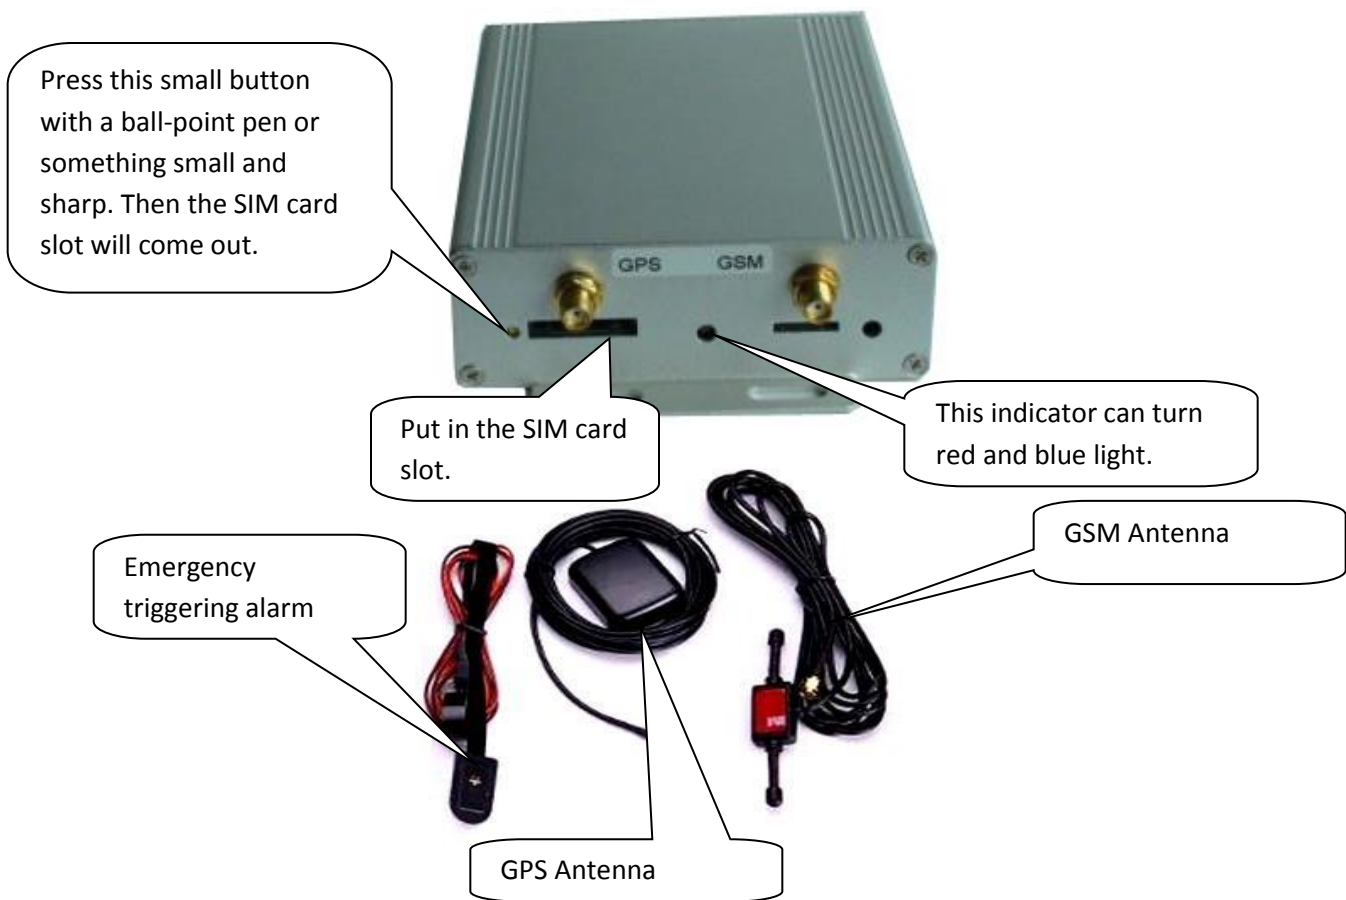 Press this small button
with a ball-point pen or
something small and
sharp. Then the SIM card
slot will come out.
GPS
GSM
Put in the SIM card
slot.
This indicator can turn
red and blue light.
GSM Antenna
Emergency
triggering alarm
GPS Antenna